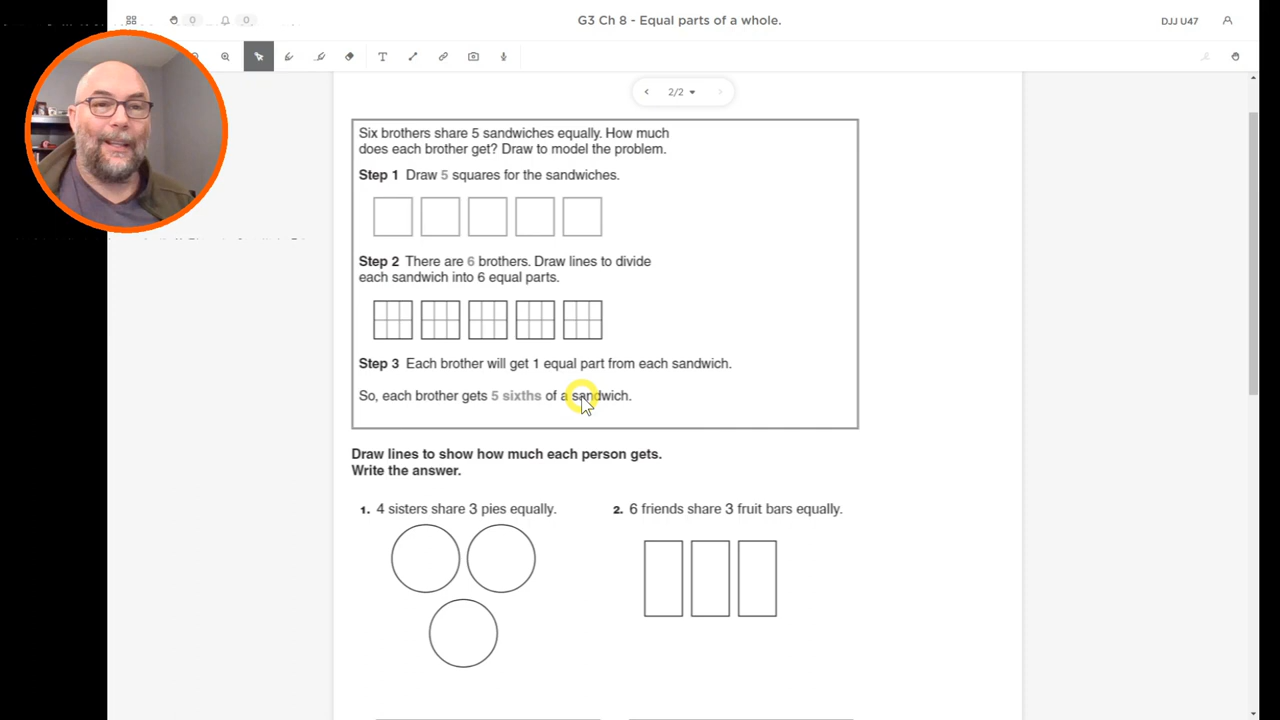 0 0 G3 Ch 8 - Equal parts of a whole. DJJ U47
T
2/2
Six brothers share 5 sandwiches equally. How much
does each brother get? Draw to model the problem.
Step 1 Draw 5 squares for the sandwiches.
Step 2 There are 6 brothers. Draw lines to divide
each sandwich into 6 equal parts.
Step 3 Each brother will get 1 equal part from each sandwich.
So, each brother gets 5 sixths of a sandwich.
Draw lines to show how much each person gets.
Write the answer.
1. 4 sisters share 3 pies equally.
2. 6 friends share 3 fruit bars equally.